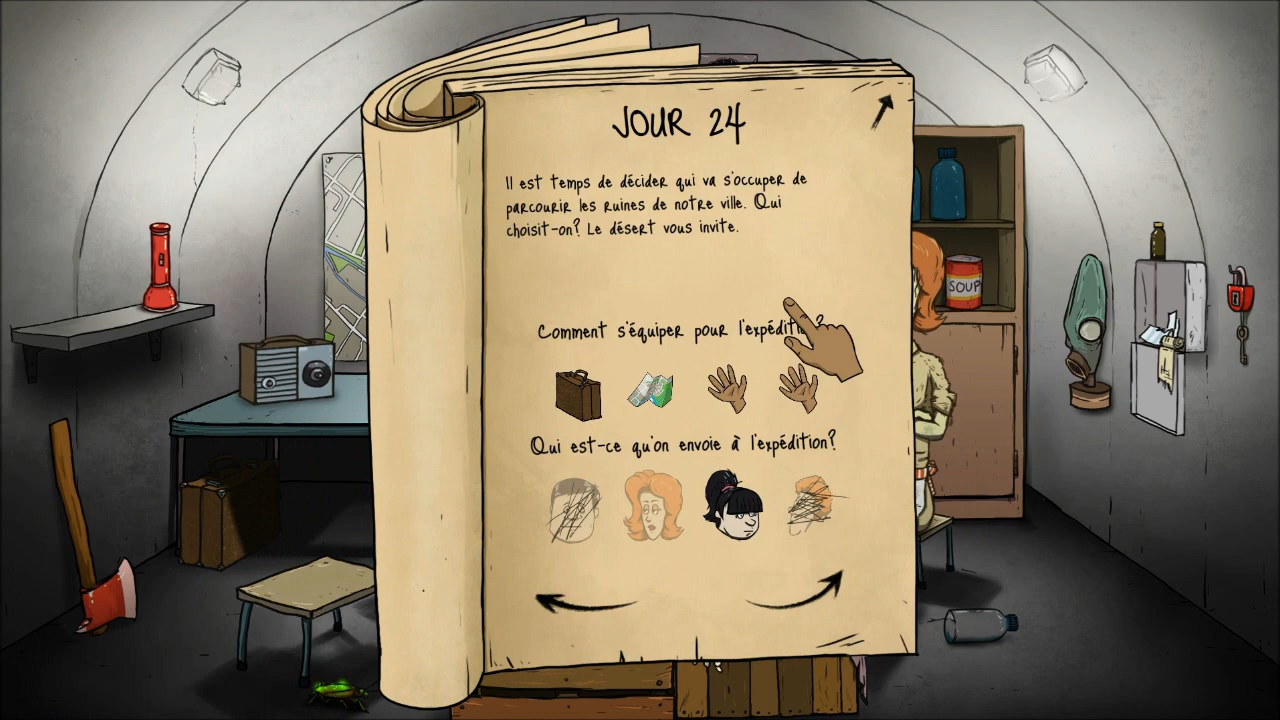 JOUR 24
Il est temps de décider qui va s'occuper de
parcourir les ruines de notre ville. Qui
choisit-on? Le désert vous invite.
Comment s'équiper pour l'expédition?
Qui est-ce qu'on envoie à l'expédition?
SOUP